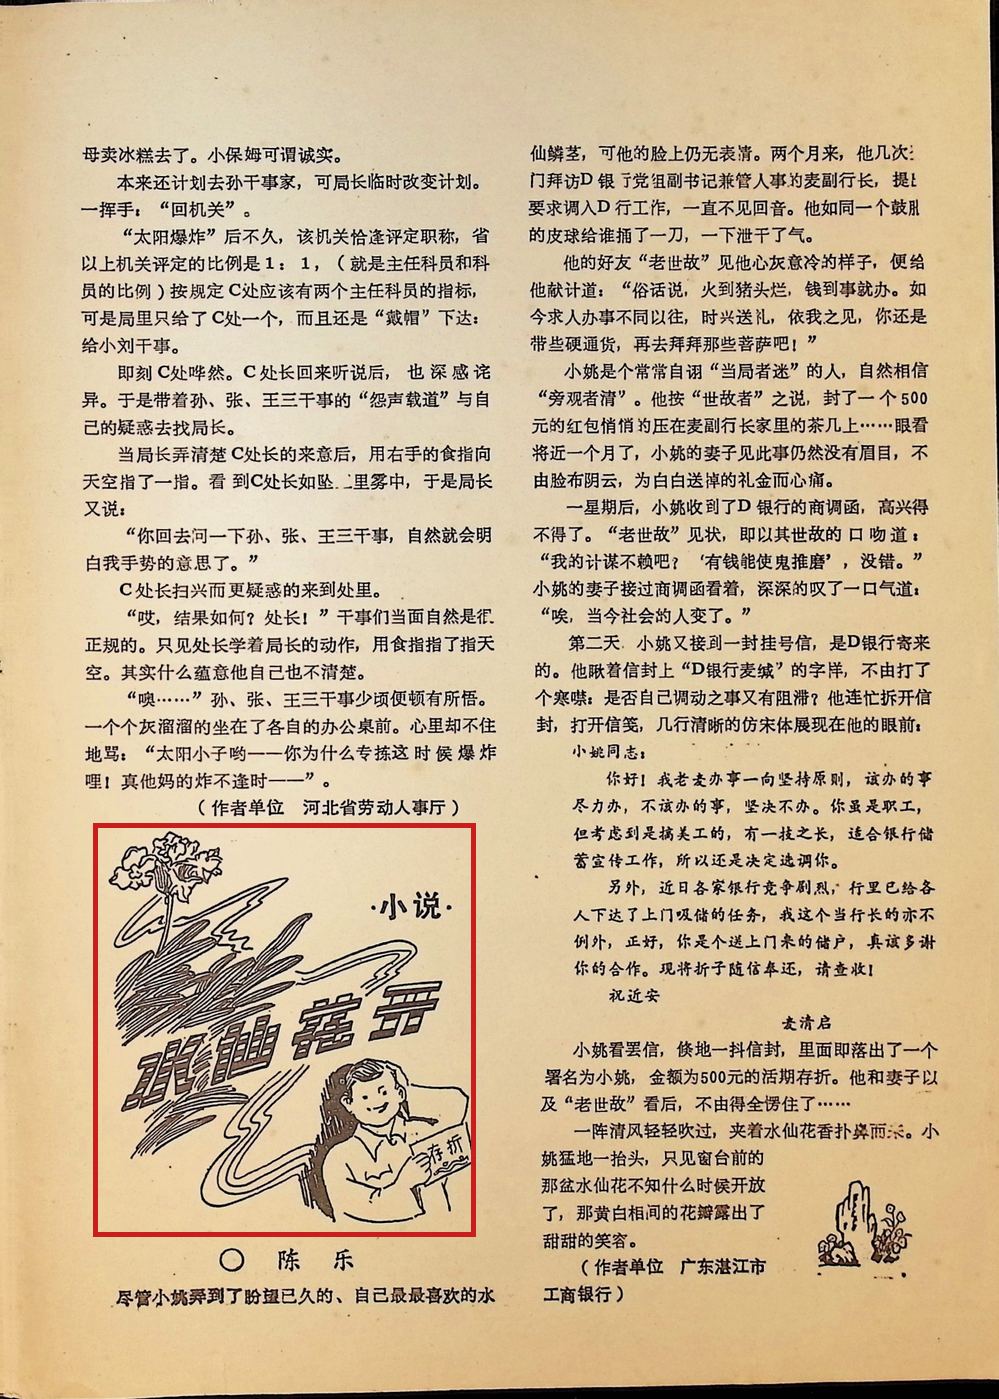 母卖冰糕去了。小保姆可谓诚实。
本来还计划去孙干事家，可局长临时改变计划。
一挥手：“回机关”。
“太阳爆炸”后不久，该机关恰逢评定职称，省
以上机关评定的比例是1：1，（就是主任科员和科
员的比例）按规定C处应该有两个主任科员的指标，
可是局里只给了C处一个，而且还是“戴帽”下达：
给小刘干事。
即刻C处哗然。C处长回来听说后，也深感诧
异。于是带着孙、张、王三干事的“怨声载道”与自
己的疑惑去找局长。
当局长弄清楚C处长的来意后，用右手的食指向
天空指了一指。看到C处长如坠里雾中，于是局长
又说：
“你回去问一下孙、张、王三干事，自然就会明
白我手势的意思了。”
C处长扫兴而更疑惑的来到处里。
“哎，结果如何？处长！”干事们当面自然是很
正规的。只见处长学着局长的动作，用食指指了指天
空。其实什么蕴意他自己也不清楚。
“噢……”孙、张、王三干事少顷便顿有所悟。
一个个灰溜溜的坐在了各自的办公桌前。心里却不住
地骂：“太阳小子哟——你为什么专拣这时候爆炸
哩！真他妈的炸不逢时——”。
（作者单位　河北省劳动人事厅）
·小说·
水仙花开
存折
○　陈　乐
尽管小姚弄到了盼望已久的、自己最最喜欢的水
仙鳞茎，可他的脸上仍无表情。两个月来，他几次
门拜访D银行党组副书记兼管人事的麦副行长，提
要求调入D行工作，一直不见回音。他如同一个鼓胀
的皮球给谁捅了一刀，一下泄干了气。
他的好友“老世故”见他心灰意冷的样子，便给
他献计道：“俗话说，火到猪头烂，钱到事就办。如
今求人办事不同以往，时兴送礼，依我之见，你还是
带些硬通货，再去拜拜那些菩萨吧！”
小姚是个常常自诩“当局者迷”的人，自然相信
“旁观者清”。他按“世故者”之说，封了一个500
元的红包悄悄的压在麦副行长家里的茶几上……眼看
将近一个月了，小姚的妻子见此事仍然没有眉目，不
由脸布阴云，为白白送掉的礼金而心痛。
一星期后，小姚收到了D银行的商调函，高兴得
不得了。“老世故”见状，即以其世故的口吻道：
“我的计谋不赖吧？‘有钱能使鬼推磨’，没错。”
小姚的妻子接过商调函看着，深深的叹了一口气道：
“唉，当今社会的人变了。”
第二天，小姚又接到一封挂号信，是D银行寄来
的。他瞅着信封上“D银行麦缄”的字样，不由打了
个寒噤：是否自己调动之事又有阻滞？他连忙拆开信
封，打开信笺，几行清晰的仿宋体展现在他的眼前：
小姚同志：
你好！我老麦办事一向坚持原则，该办的事
尽力办，不该办的事，坚决不办。你虽是职工，
但考虑到是搞美工的，有一技之长，适合银行储
蓄宣传工作，所以还是决定选调你。
另外，近日各家银行竞争剧烈，行里已给各
人下达了上门吸储的任务，我这个当行长的亦不
例外，正好，你是个送上门来的储户，真该多谢
你的合作。现将折子随信奉还，请查收！
祝近安
麦清启
小姚看罢信，倏地一抖信封，里面即落出了一个
署名为小姚，金额为500元的活期存折。他和妻子以
及“老世故”看后，不由得全愣住了……
一阵清风轻轻吹过，夹着水仙花香扑鼻而来。小
姚猛地一抬头，只见窗台前的
那盆水仙花不知什么时候开放
了，那黄白相间的花瓣露出了
甜甜的笑容。
（作者单位　广东湛江市
工商银行）